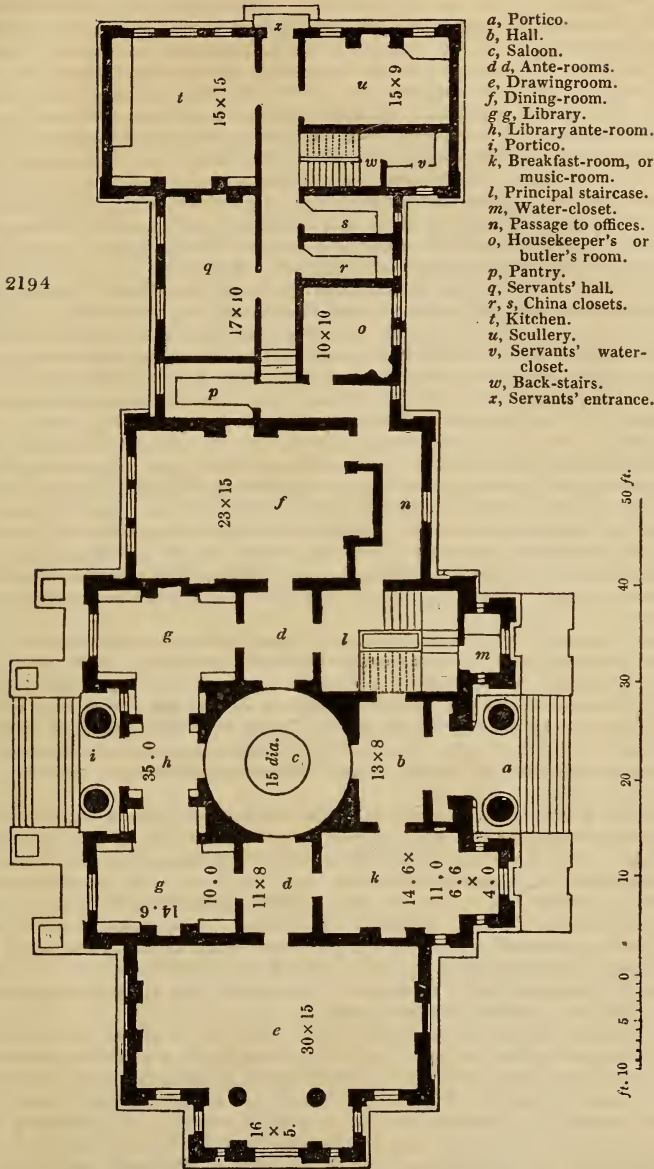 a, Portico.
b, Hall.
c, Saloon.
d d, Ante-rooms.
e, Drawingroom.
f, Dining-room.
g g, Library.
h, Library ante-room.
i, Portico.
k, Breakfast-room, or
music-room.
l, Principal staircase.
m, Water-closet.
n, Passage to offices.
o, Housekeeper's or
butler's room.
p, Pantry.
q, Servants' hall.
r, s, China closets.
t, Kitchen.
u, Scullery.
v, Servants' water-
closet.
w, Back-stairs.
x, Servants' entrance.
2194
x
t
15 × 15
u
15 × 9
w
v
s
r
q
17 × 10
o
10 × 10
p
f
23 × 15
n
g
d
l
m
i
h
35.0
15 dia.
c
b
13 × 8
a
g
14.6
10.0
11 × 8
d
k
14.6 ×
11.0
6.6
×
4.0
e
30 × 15
16
×
5.
50 ft.
40
30
20
10
0
5
ft. 10